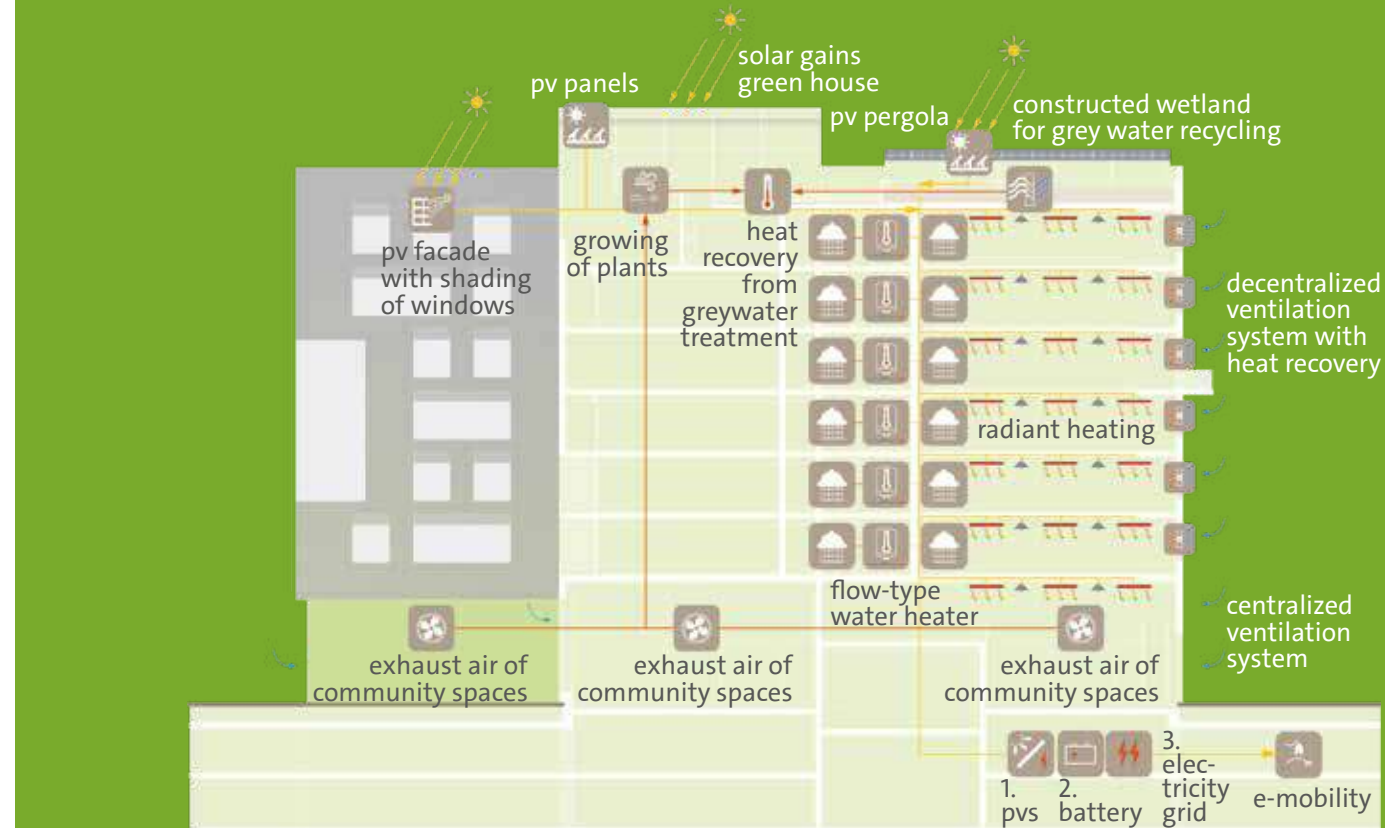 solar gains
green house
pv panels
pv pergola
constructed wetland
for grey water recycling
pv facade
with shading
of windows
growing
of plants
heat
recovery
from
greywater
treatment
decentralized
ventilation
system with
heat recovery
radiant heating
flow-type
water heater
centralized
ventilation
system
exhaust air of
community spaces
exhaust air of
community spaces
exhaust air of
community spaces
1.
pvs
2.
battery
3.
elec-
tricity
grid
e-mobility